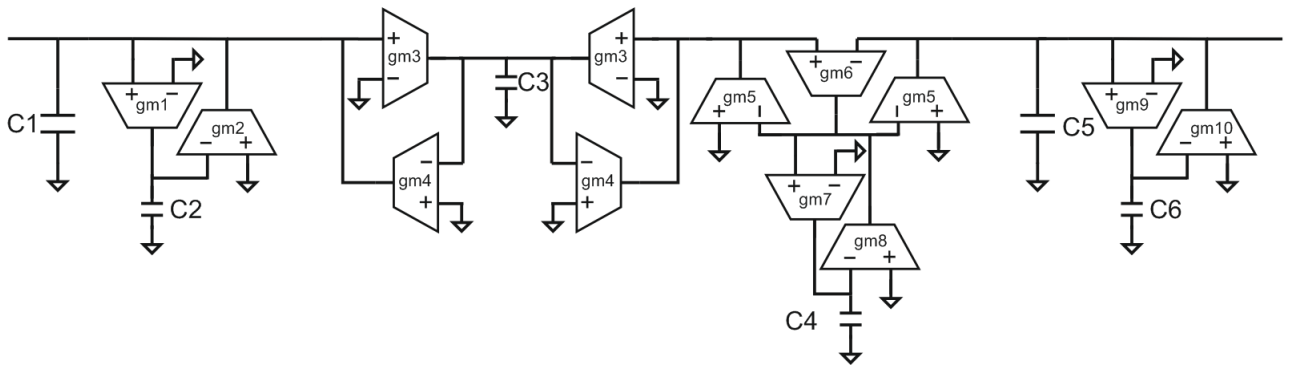 + gm3 −
+ gm3 −
C3
+ − gm6
C1
+ − gm1
gm2 − +
gm5 + −
gm5 − +
C5
+ − gm9
gm10 − +
C2
− gm4 +
− gm4 +
+ − gm7
C6
gm8 − +
C4